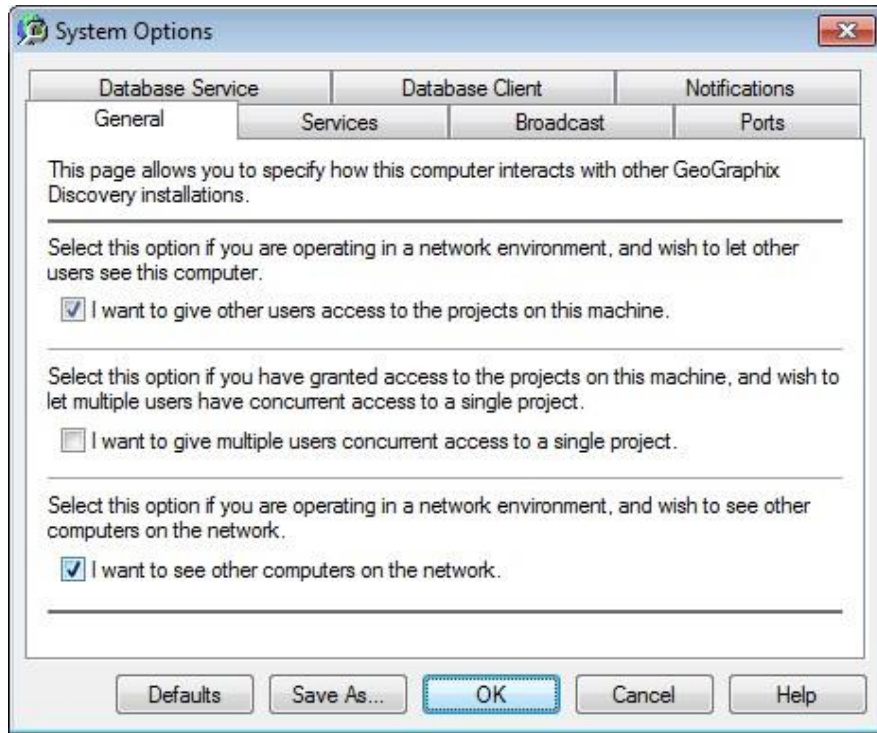 System Options
Database Service
Database Client
Notifications
General
Services
Broadcast
Ports
This page allows you to specify how this computer interacts with other GeoGraphix
Discovery installations.
Select this option if you are operating in a network environment, and wish to let other
users see this computer.
I want to give other users access to the projects on this machine.
Select this option if you have granted access to the projects on this machine, and wish to
let multiple users have concurrent access to a single project.
I want to give multiple users concurrent access to a single project.
Select this option if you are operating in a network environment, and wish to see other
computers on the network.
I want to see other computers on the network.
Defaults
Save As...
OK
Cancel
Help